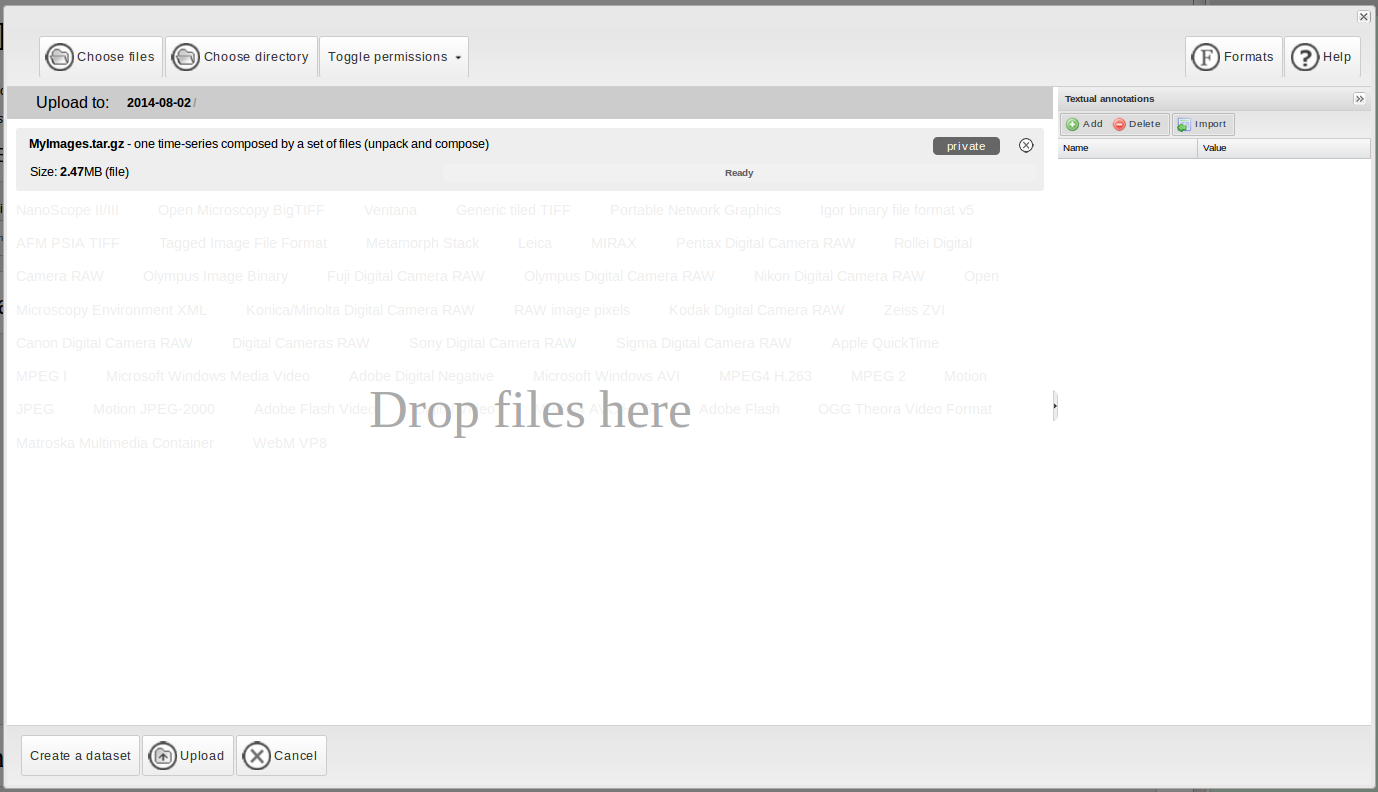 Choose files Choose directory Toggle permissions Formats Help
Upload to: 2014-08-02 /
Textual annotations
Add Delete Import
Name Value
MyImages.tar.gz - one time-series composed by a set of files (unpack and compose) private
Size: 2.47MB (file) Ready
NanoScope II/III Open Microscopy BigTIFF Ventana Generic tiled TIFF Portable Network Graphics Igor binary file format v5
AFM PSIA TIFF Tagged Image File Format Metamorph Stack Leica MIRAX Pentax Digital Camera RAW Rollei Digital
Camera RAW Olympus Image Binary Fuji Digital Camera RAW Olympus Digital Camera RAW Nikon Digital Camera RAW Open
Microscopy Environment XML Konica/Minolta Digital Camera RAW RAW image pixels Kodak Digital Camera RAW Zeiss ZVI
Canon Digital Camera RAW Digital Cameras RAW Sony Digital Camera RAW Sigma Digital Camera RAW Apple QuickTime
MPEG I Microsoft Windows Media Video Adobe Digital Negative Microsoft Windows AVI MPEG4 H.263 MPEG 2 Motion
JPEG Motion JPEG-2000 Adobe Flash Video Adobe Flash OGG Theora Video Format
Drop files here
Matroska Multimedia Container WebM VP8
Create a dataset Upload Cancel